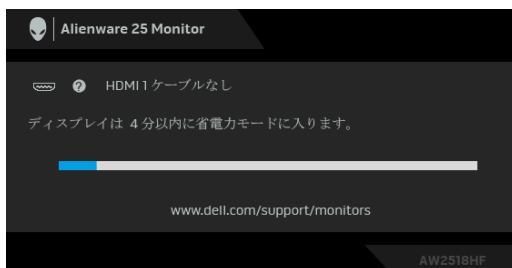 Alienware 25 Monitor
? HDMI 1 ケーブルなし
ディスプレイは 4 分以内に省電力モードに入ります。
www.dell.com/support/monitors
AW2518HF